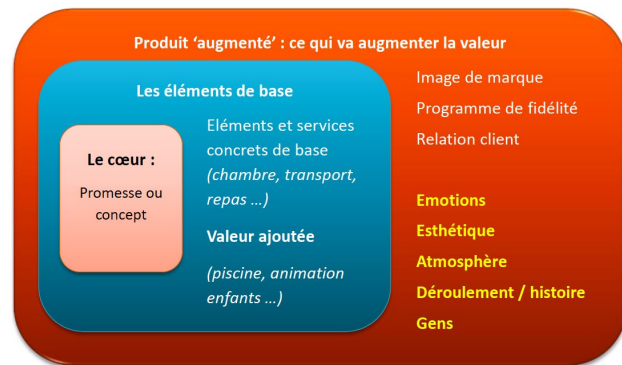 Produit ‘augmenté’ : ce qui va augmenter la valeur
Les éléments de base
Le cœur :
Promesse ou
concept
Eléments et services
concrets de base
(chambre, transport,
repas ...)
Valeur ajoutée
(piscine, animation
enfants ...)
Image de marque
Programme de fidélité
Relation client
Emotions
Esthétique
Atmosphère
Déroulement / histoire
Gens